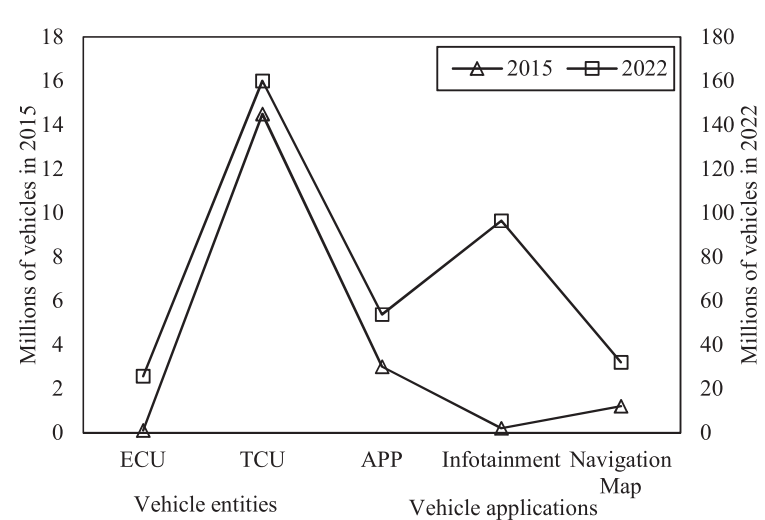 18
16
14
12
10
8
6
4
2
0
Millions of vehicles in 2015
180
160
140
120
100
80
60
40
20
0
Millions of vehicles in 2022
2015
2022
ECU
TCU
APP
Infotainment
Navigation
Map
Vehicle entities
Vehicle applications